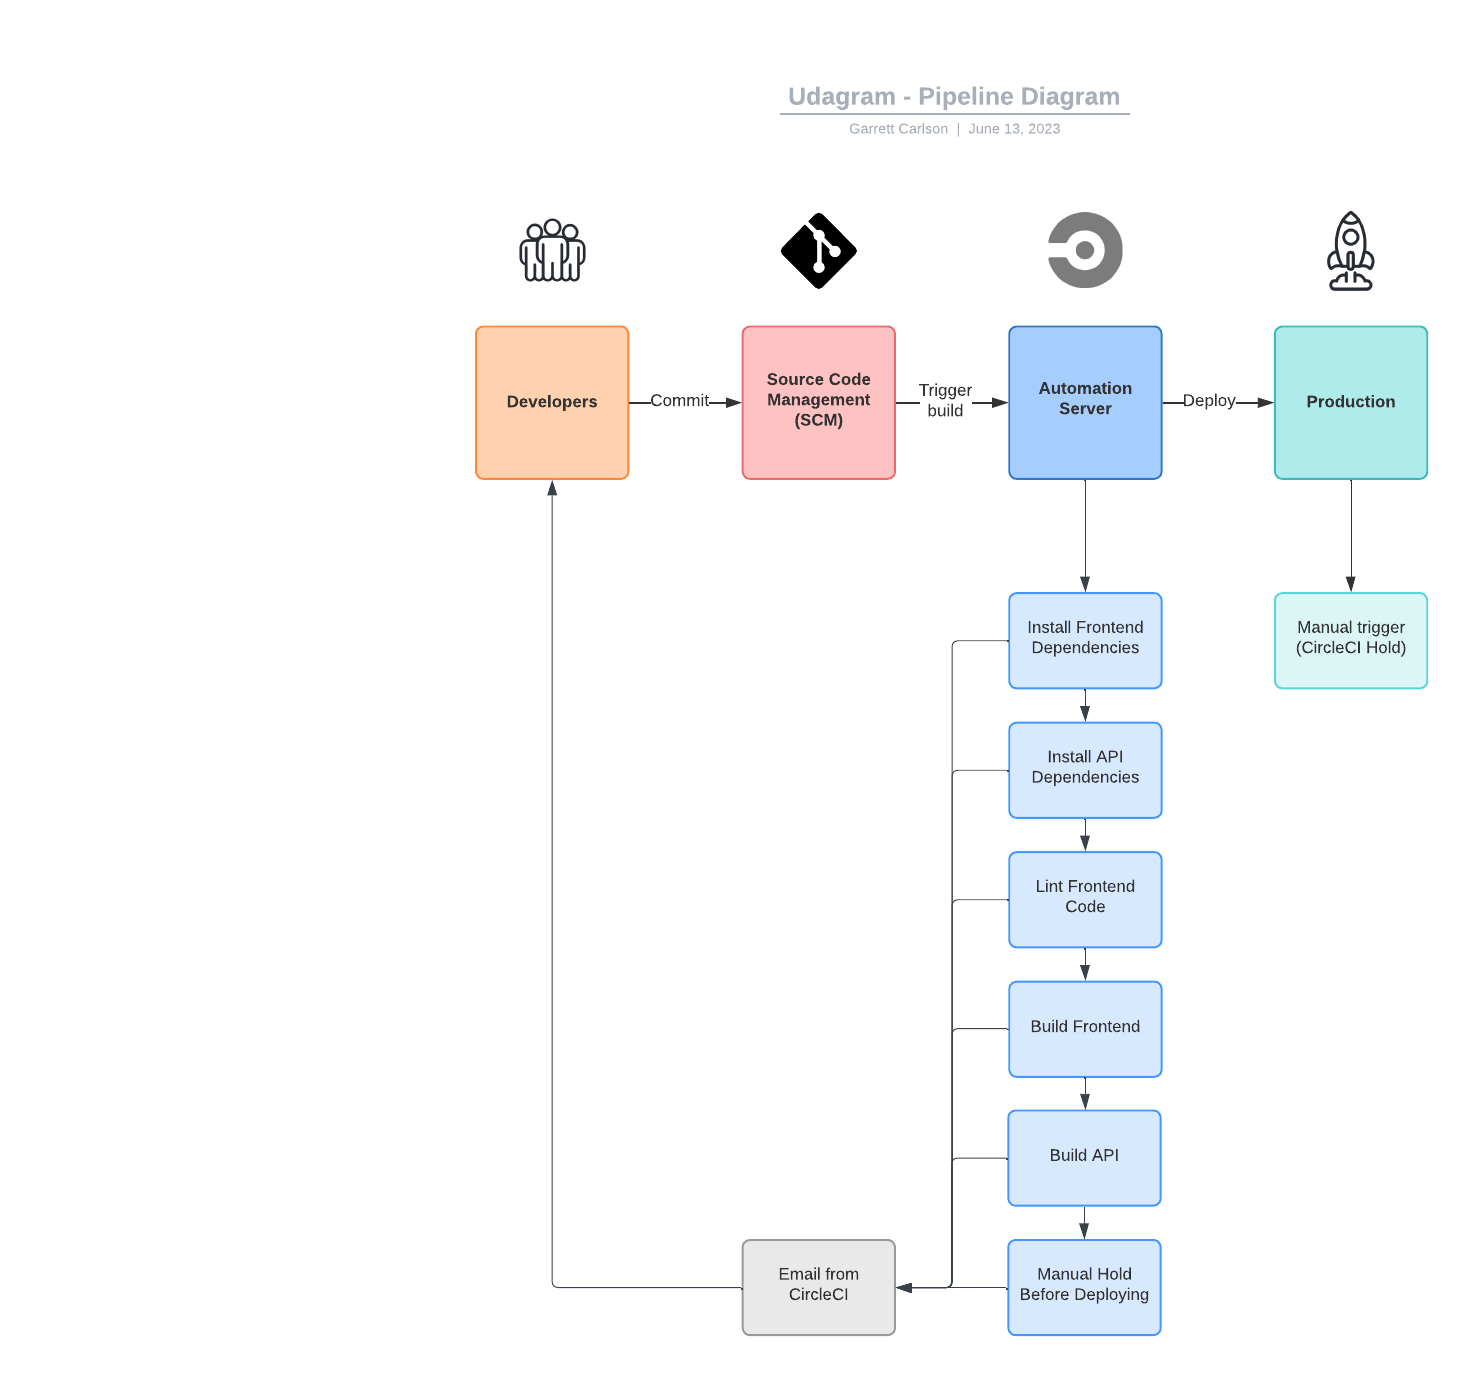 Udagram - Pipeline Diagram
Garrett Carlson | June 13, 2023
Developers
Commit
Source Code
Management
(SCM)
Trigger
build
Automation
Server
Deploy
Production
Install Frontend
Dependencies
Manual trigger
(CircleCI Hold)
Install API
Dependencies
Lint Frontend
Code
Build Frontend
Build API
Email from
CircleCI
Manual Hold
Before Deploying